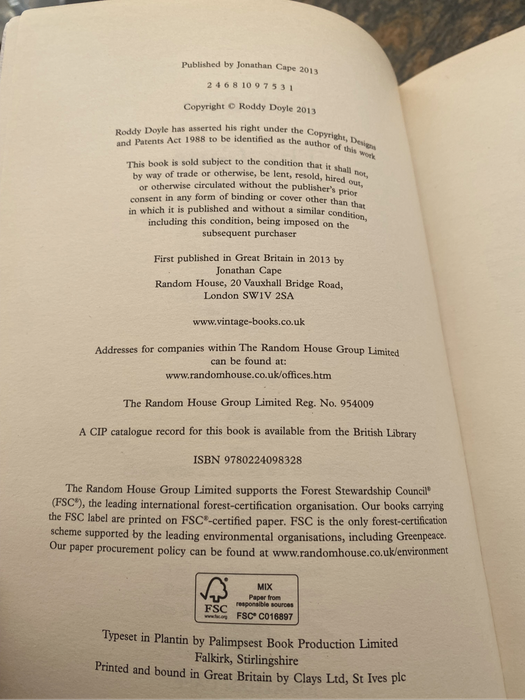 Published by Jonathan Cape 2013
2 4 6 8 10 9 7 5 3 1
Copyright © Roddy Doyle 2013
Roddy Doyle has asserted his right under the Copyright, Designs
and Patents Act 1988 to be identified as the author of this work
This book is sold subject to the condition that it shall not,
by way of trade or otherwise, be lent, resold, hired out,
or otherwise circulated without the publisher's prior
consent in any form of binding or cover other than that
in which it is published and without a similar condition,
including this condition, being imposed on the
subsequent purchaser
First published in Great Britain in 2013 by
Jonathan Cape
Random House, 20 Vauxhall Bridge Road,
London SW1V 2SA
www.vintage-books.co.uk
Addresses for companies within The Random House Group Limited
can be found at:
www.randomhouse.co.uk/offices.htm
The Random House Group Limited Reg. No. 954009
A CIP catalogue record for this book is available from the British Library
ISBN 9780224098328
The Random House Group Limited supports the Forest Stewardship Council®
(FSC®), the leading international forest-certification organisation. Our books carrying
the FSC label are printed on FSC®-certified paper. FSC is the only forest-certification
scheme supported by the leading environmental organisations, including Greenpeace.
Our paper procurement policy can be found at www.randomhouse.co.uk/environment
FSC
www.fsc.org
MIX
Paper from
responsible sources
FSC® C016897
Typeset in Plantin by Palimpsest Book Production Limited
Falkirk, Stirlingshire
Printed and bound in Great Britain by Clays Ltd, St Ives plc